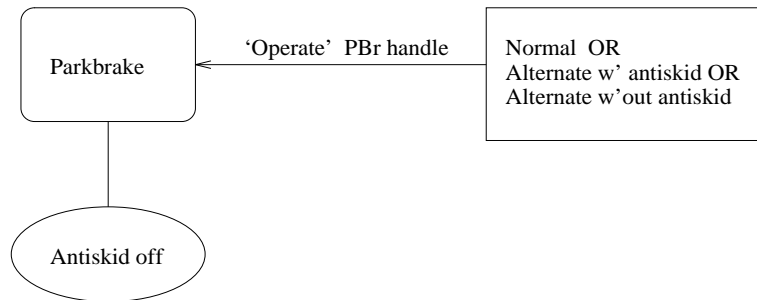 Parkbrake
‘Operate’ PBr handle
Normal OR
Alternate w’ antiskid OR
Alternate w’out antiskid
Antiskid off